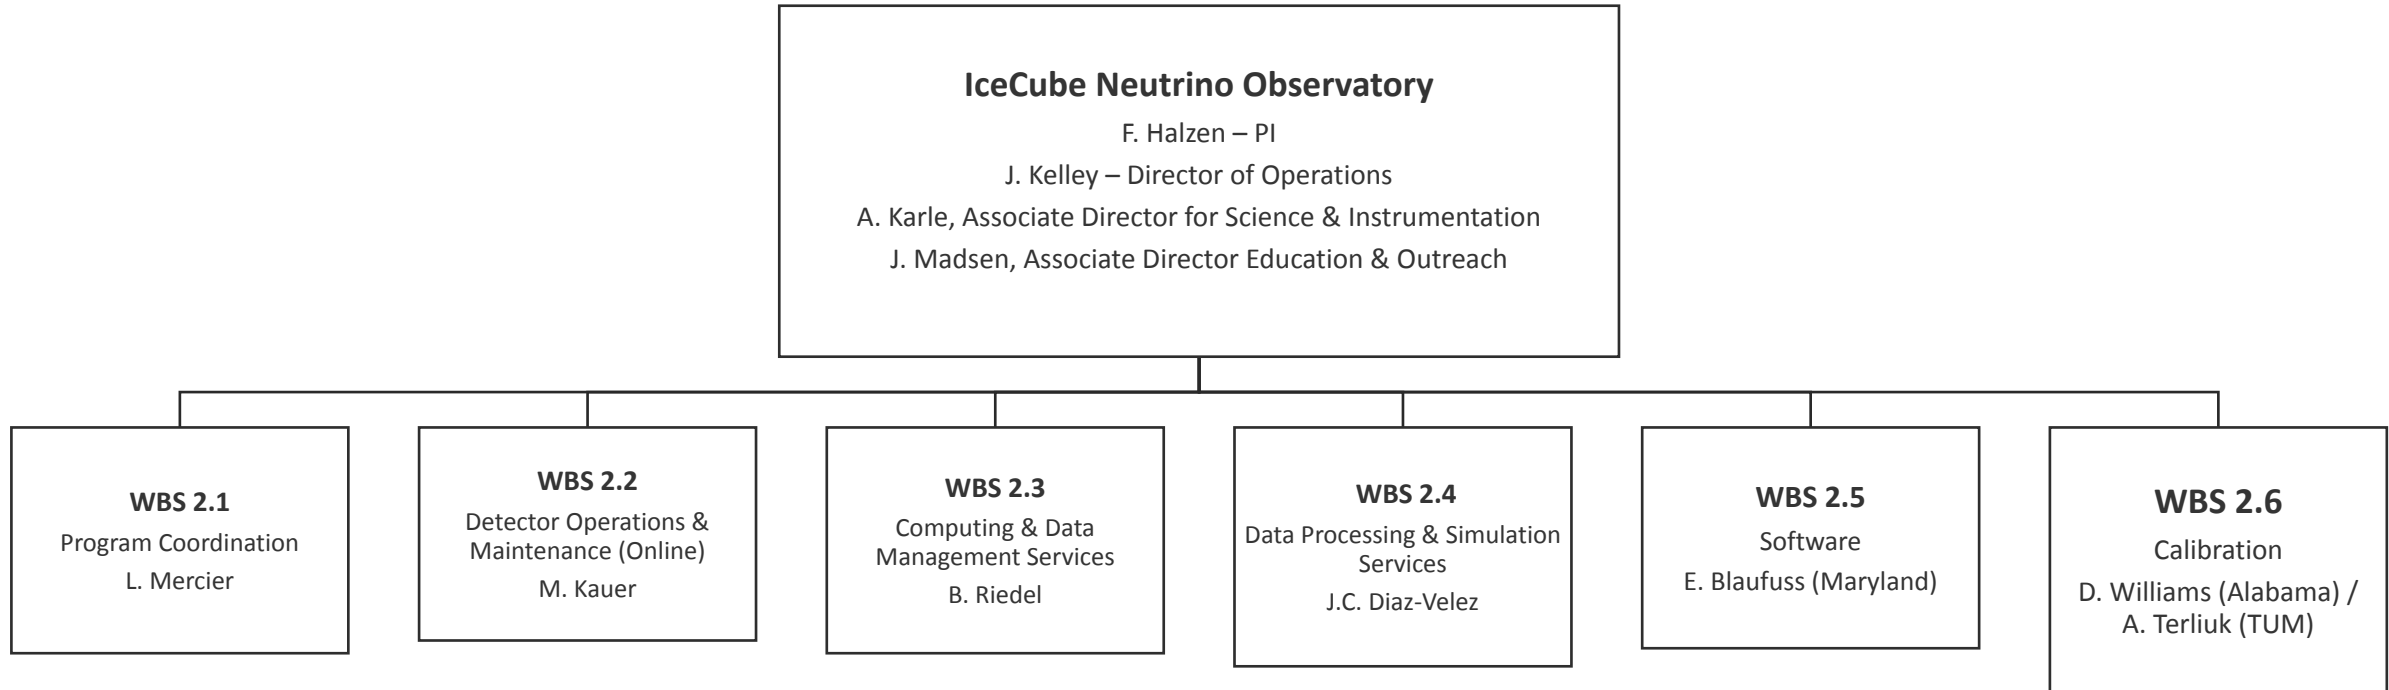 IceCube Neutrino Observatory
F. Halzen – PI
J. Kelley – Director of Operations
A. Karle, Associate Director for Science & Instrumentation
J. Madsen, Associate Director Education & Outreach
WBS 2.1
Program Coordination
L. Mercier
WBS 2.2
Detector Operations &
Maintenance (Online)
M. Kauer
WBS 2.3
Computing & Data
Management Services
B. Riedel
WBS 2.4
Data Processing & Simulation
Services
J.C. Diaz-Velez
WBS 2.5
Software
E. Blaufuss (Maryland)
WBS 2.6
Calibration
D. Williams (Alabama) /
A. Terliuk (TUM)